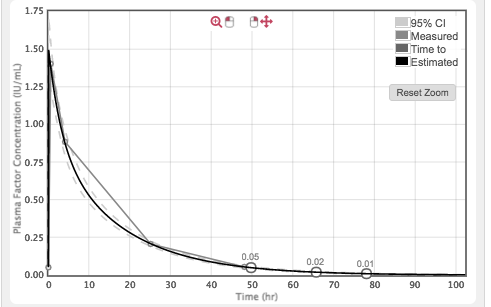 1.75
1.50
1.25
1.00
0.75
0.50
0.25
0.00
Plasma Factor Concentration (IU/mL)
95% CI
Measured
Time to
Estimated
Reset Zoom
0.05
0.02
0.01
0 10 20 30 40 50 60 70 80 90 100
Time (hr)